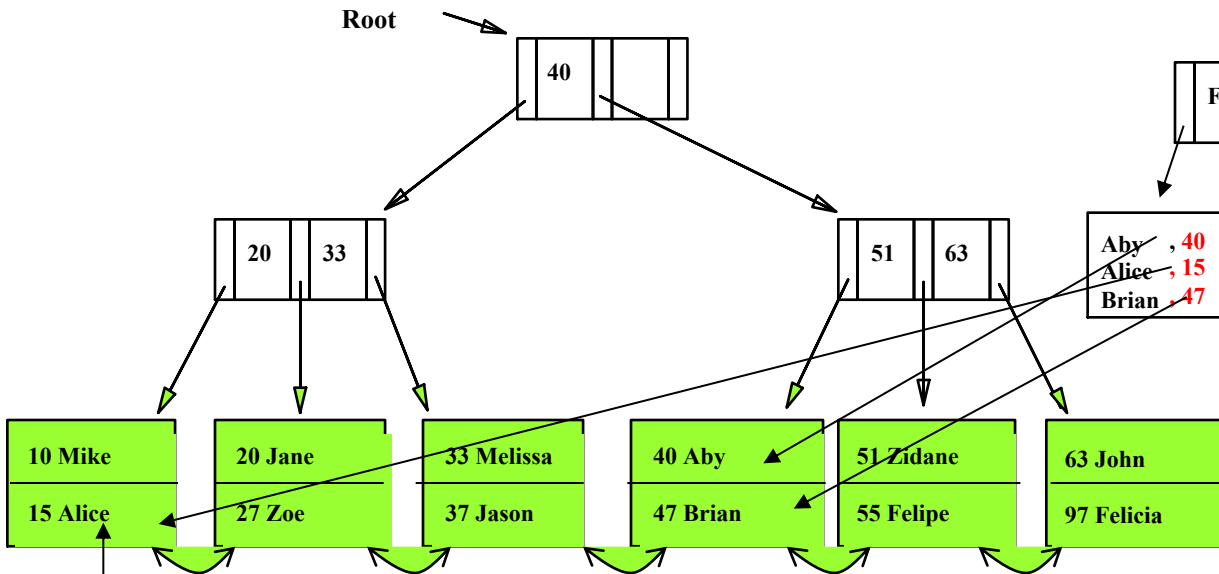 Root
40
F
20 33
51 63
Aby , 40
Alice , 15
Brian , 47
10 Mike
15 Alice
20 Jane
27 Zoe
33 Melissa
37 Jason
40 Aby
47 Brian
51 Zidane
55 Felipe
63 John
97 Felicia